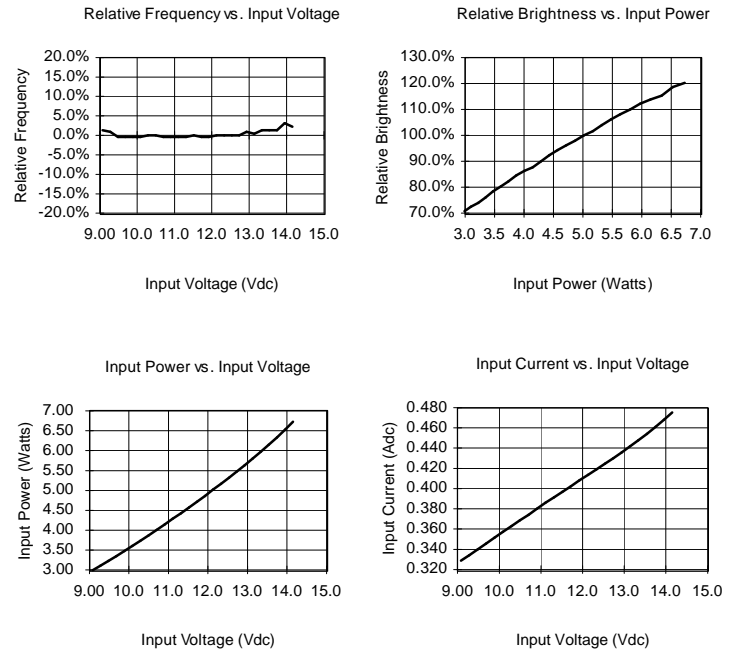 Relative Frequency vs. Input Voltage
Relative Frequency
20.0%
15.0%
10.0%
5.0%
0.0%
-5.0%
-10.0%
-15.0%
-20.0%
9.00 10.0 11.0 12.0 13.0 14.0 15.0
Input Voltage (Vdc)
Relative Brightness vs. Input Power
Relative Brightness
130.0%
120.0%
110.0%
100.0%
90.0%
80.0%
70.0%
3.0 3.5 4.0 4.5 5.0 5.5 6.0 6.5 7.0
Input Power (Watts)
Input Power vs. Input Voltage
Input Power (Watts)
7.00
6.50
6.00
5.50
5.00
4.50
4.00
3.50
3.00
9.00 10.0 11.0 12.0 13.0 14.0 15.0
Input Voltage (Vdc)
Input Current vs. Input Voltage
Input Current (Adc)
0.480
0.460
0.440
0.420
0.400
0.380
0.360
0.340
0.320
9.00 10.0 11.0 12.0 13.0 14.0 15.0
Input Voltage (Vdc)